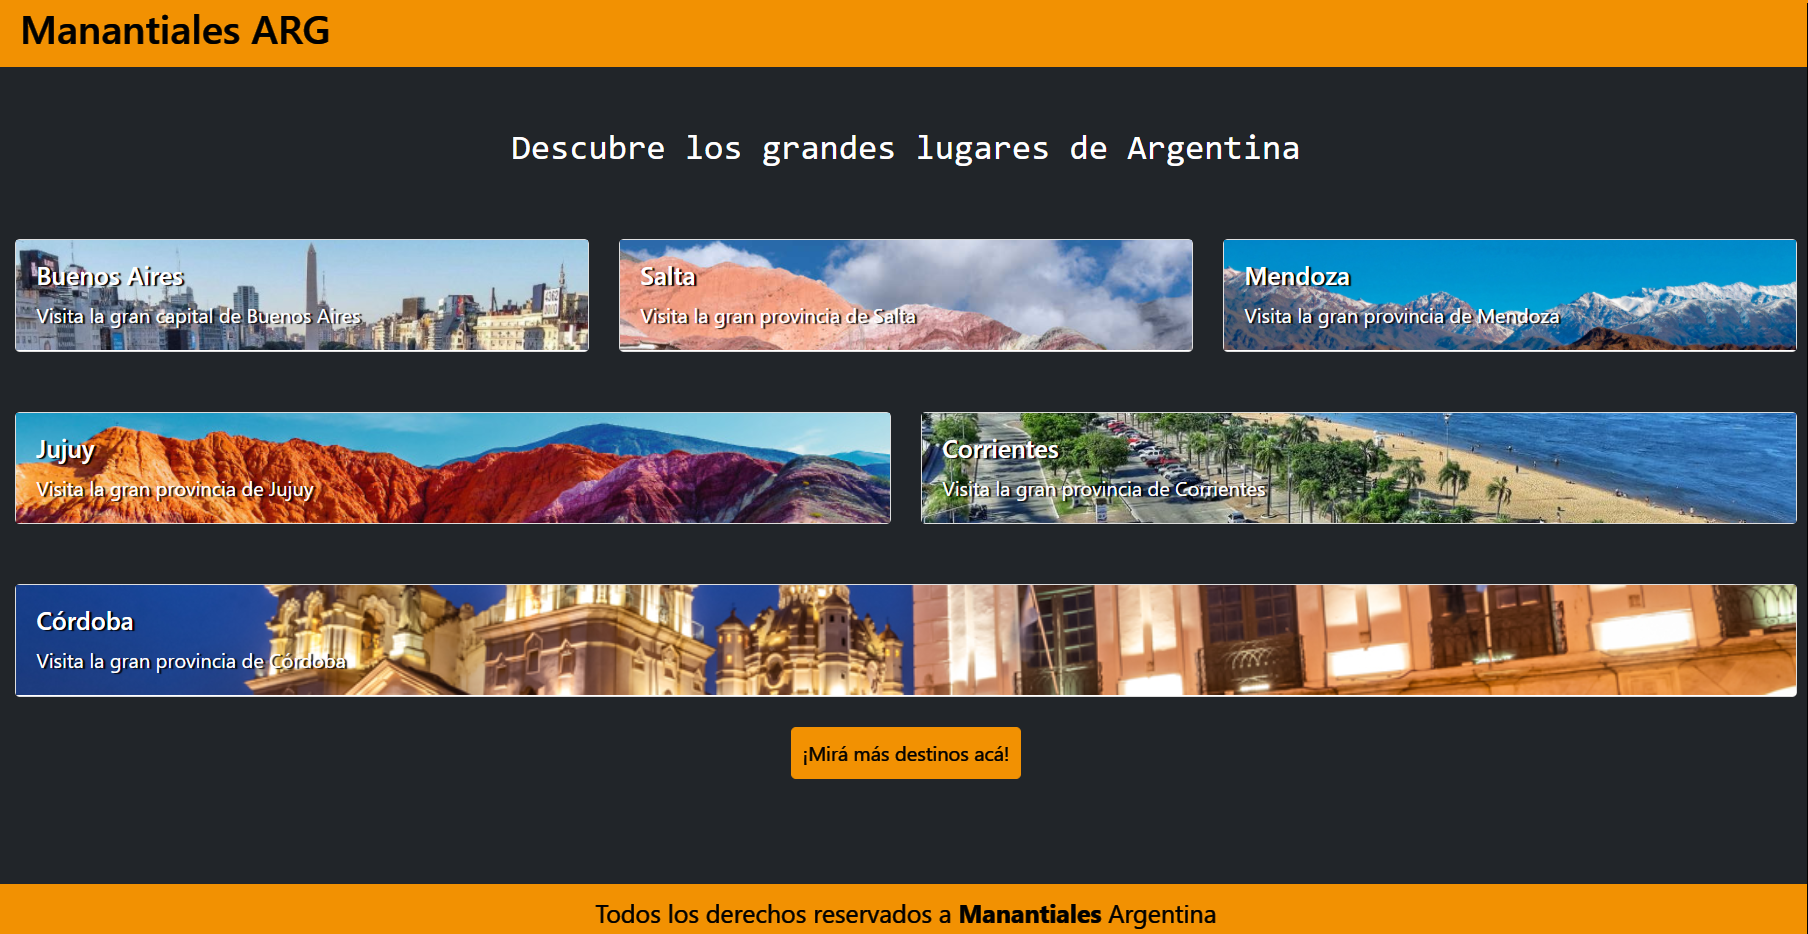 Manantiales ARG
Descubre los grandes lugares de Argentina
Buenos Aires
Visita la gran capital de Buenos Aires
Salta
Visita la gran provincia de Salta
Mendoza
Visita la gran provincia de Mendoza
Jujuy
Visita la gran provincia de Jujuy
Corrientes
Visita la gran provincia de Corrientes
Córdoba
Visita la gran provincia de Córdoba
¡Mirá más destinos acá!
Todos los derechos reservados a Manantiales Argentina